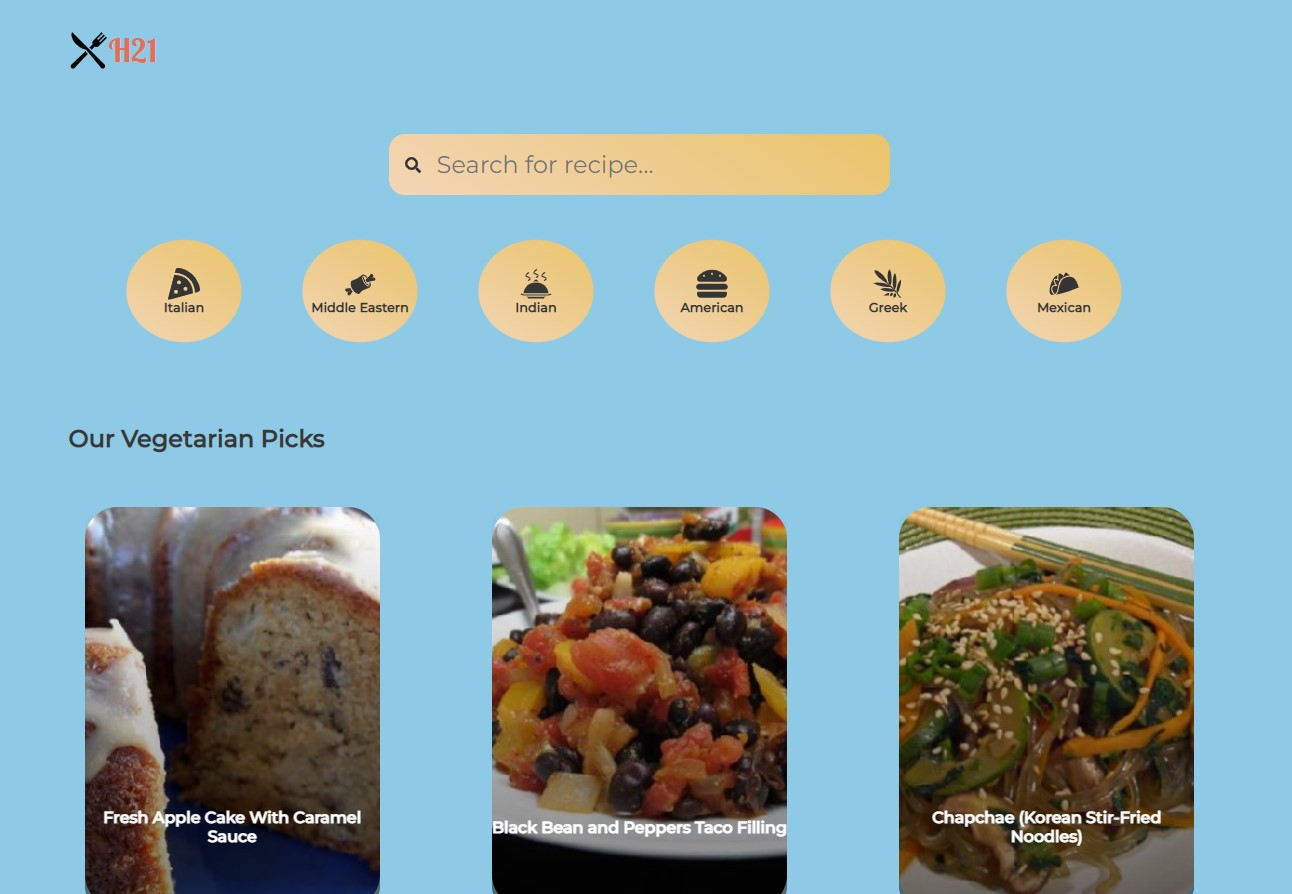 H21
Search for recipe...
Italian
Middle Eastern
Indian
American
Greek
Mexican
Our Vegetarian Picks
Fresh Apple Cake With Caramel
Sauce
Black Bean and Peppers Taco Filling
Chapchae (Korean Stir-Fried
Noodles)